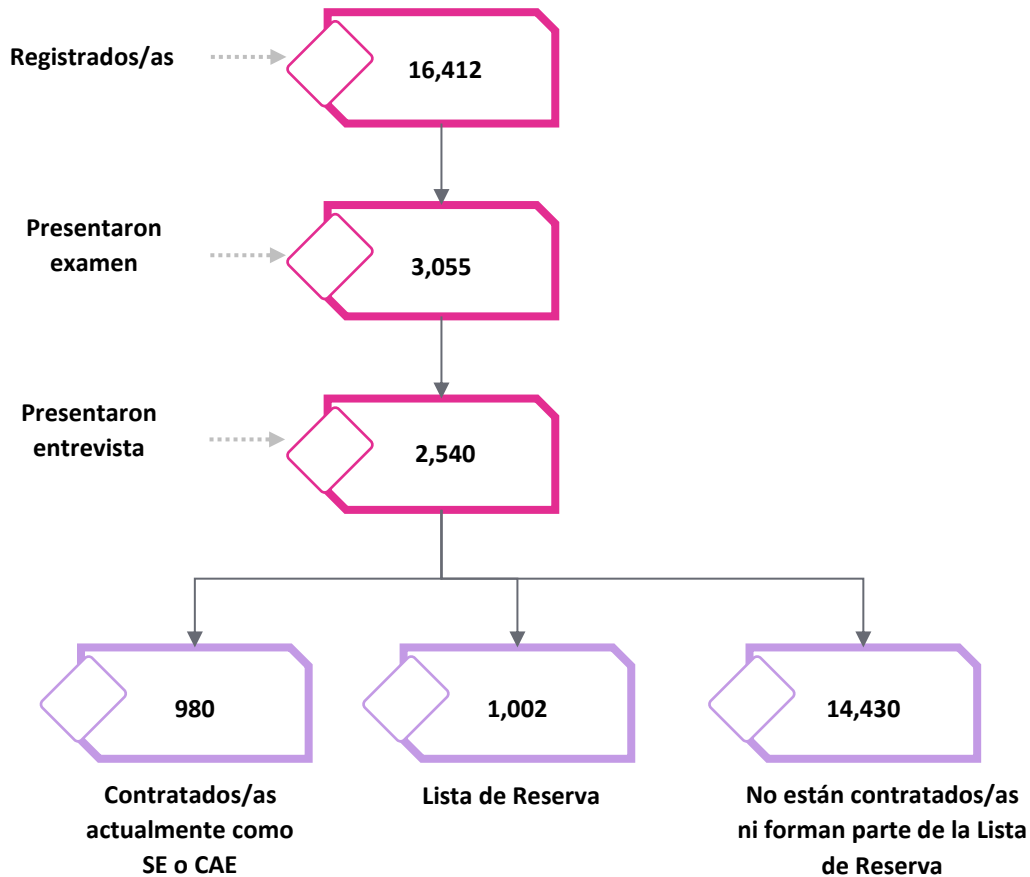 Registrados/as
16,412
Presentaron
examen
3,055
Presentaron
entrevista
2,540
980
1,002
14,430
Contratados/as
actualmente como
SE o CAE
Lista de Reserva
No están contratados/as
ni forman parte de la Lista
de Reserva